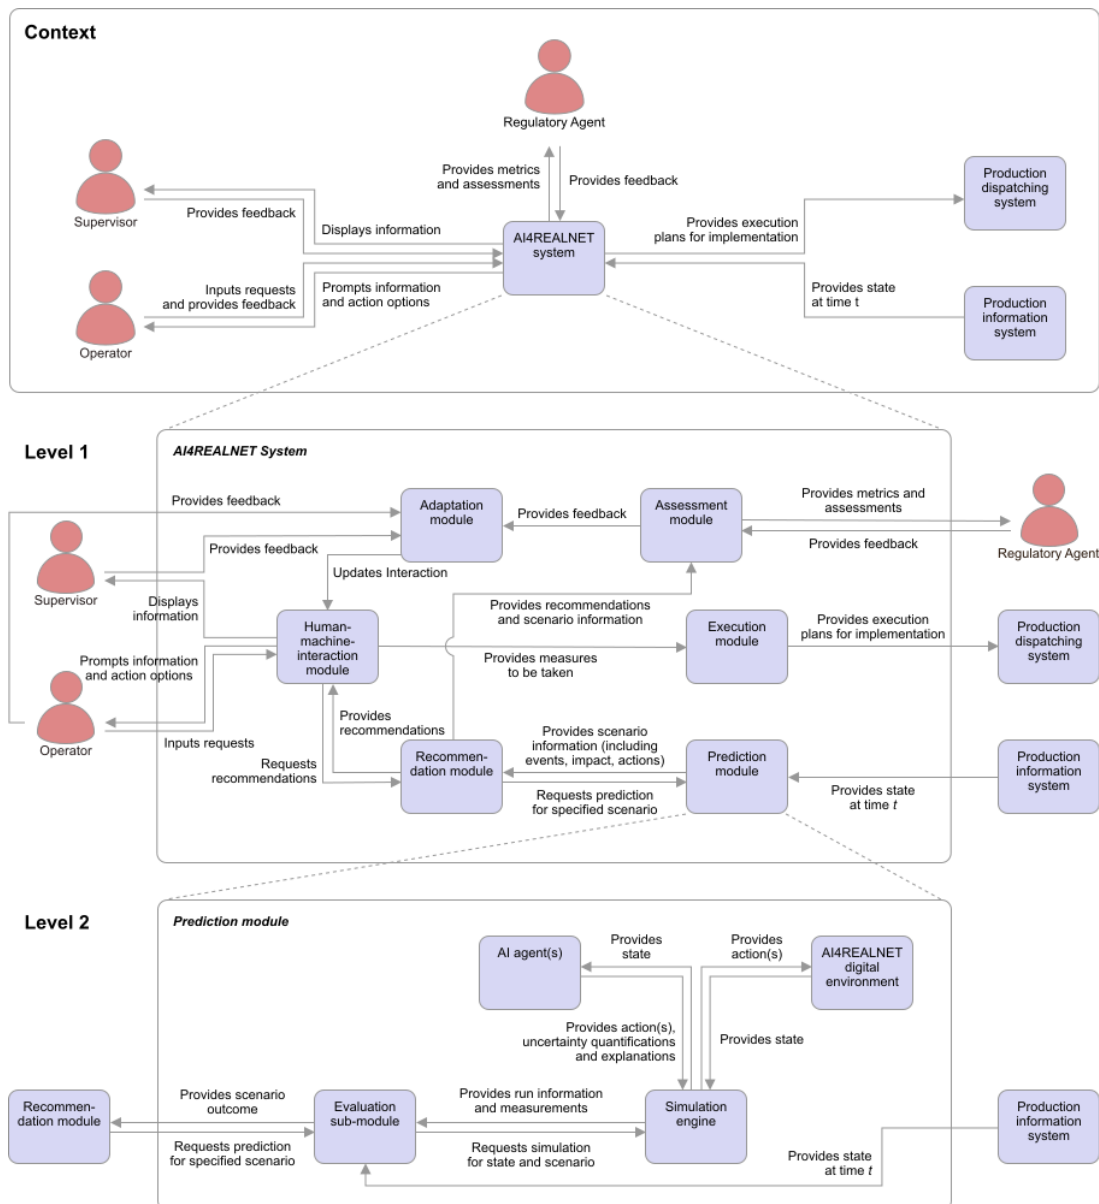 Context
Regulatory Agent
Provides metrics
and assessments
Provides feedback
Supervisor
Provides feedback
Displays information
AI4REALNET
system
Provides execution
plans for implementation
Production
dispatching
system
Operator
Inputs requests
and provides feedback
Prompts information
and action options
Provides state
at time t
Production
information
system
Level 1
AI4REALNET System
Provides feedback
Adaptation
module
Provides feedback
Assessment
module
Provides metrics and
assessments
Provides feedback
Regulatory Agent
Supervisor
Provides feedback
Updates Interaction
Displays
information
Human-
machine-
interaction
module
Provides recommendations
and scenario information
Provides measures
to be taken
Execution
module
Provides execution
plans for implementation
Production
dispatching
system
Prompts information
and action options
Operator
Inputs requests
Provides
recommendations
Requests
recommendations
Recommen-
dation module
Provides scenario
information (including
events, impact, actions)
Requests prediction
for specified scenario
Prediction
module
Provides state
at time t
Production
information
system
Level 2
Prediction module
AI agent(s)
Provides
state
Provides
action(s)
AI4REALNET
digital
environment
Provides action(s),
uncertainty quantifications
and explanations
Provides state
Recommen-
dation module
Provides scenario
outcome
Requests prediction
for specified scenario
Evaluation
sub-module
Provides run information
and measurements
Requests simulation
for state and scenario
Simulation
engine
Provides state
at time t
Production
information
system